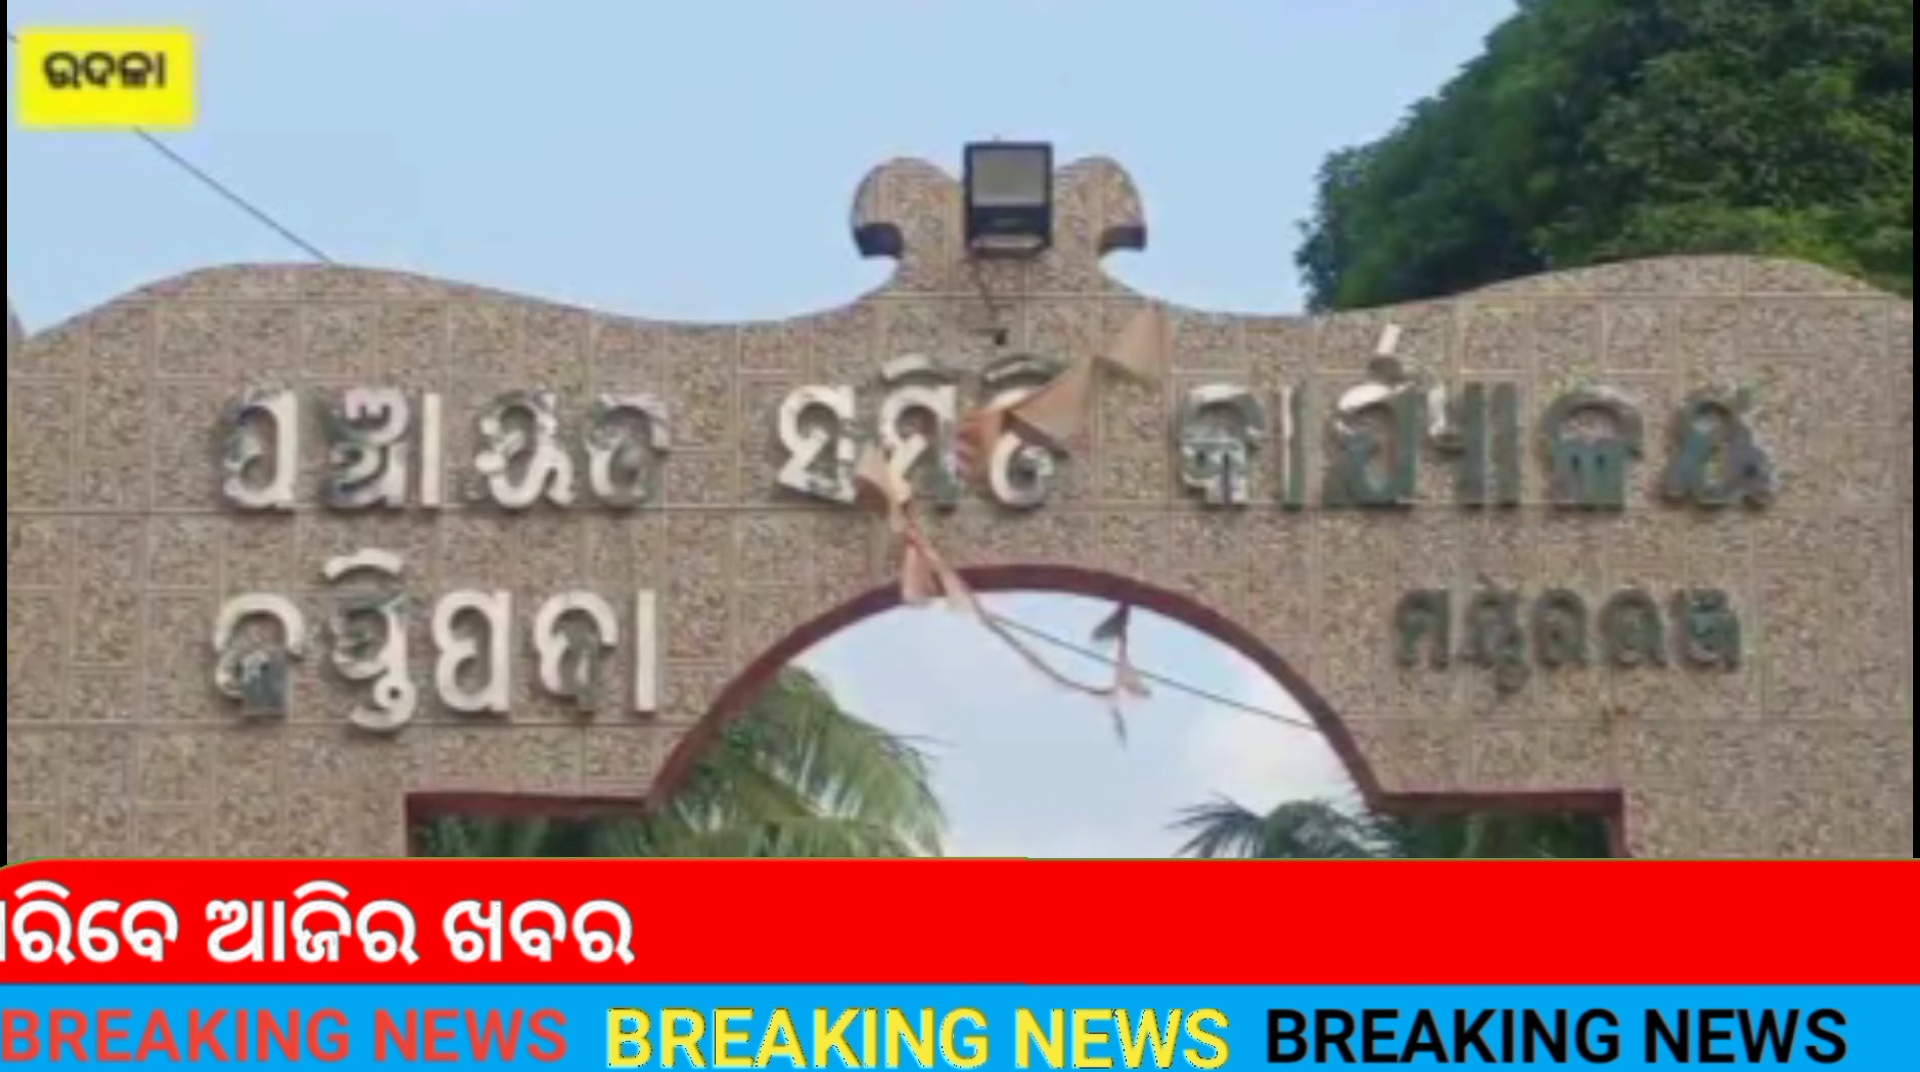 ଉଦଳା
ପଞ୍ଚାୟତ ସମିତି କାର୍ଯ୍ୟାଳୟ
କପ୍ତିପଦା
ମୟୂରଭଞ୍ଜ
ରିବେ ଆଜିର ଖବର
BREAKING NEWS BREAKING NEWS BREAKING NEWS